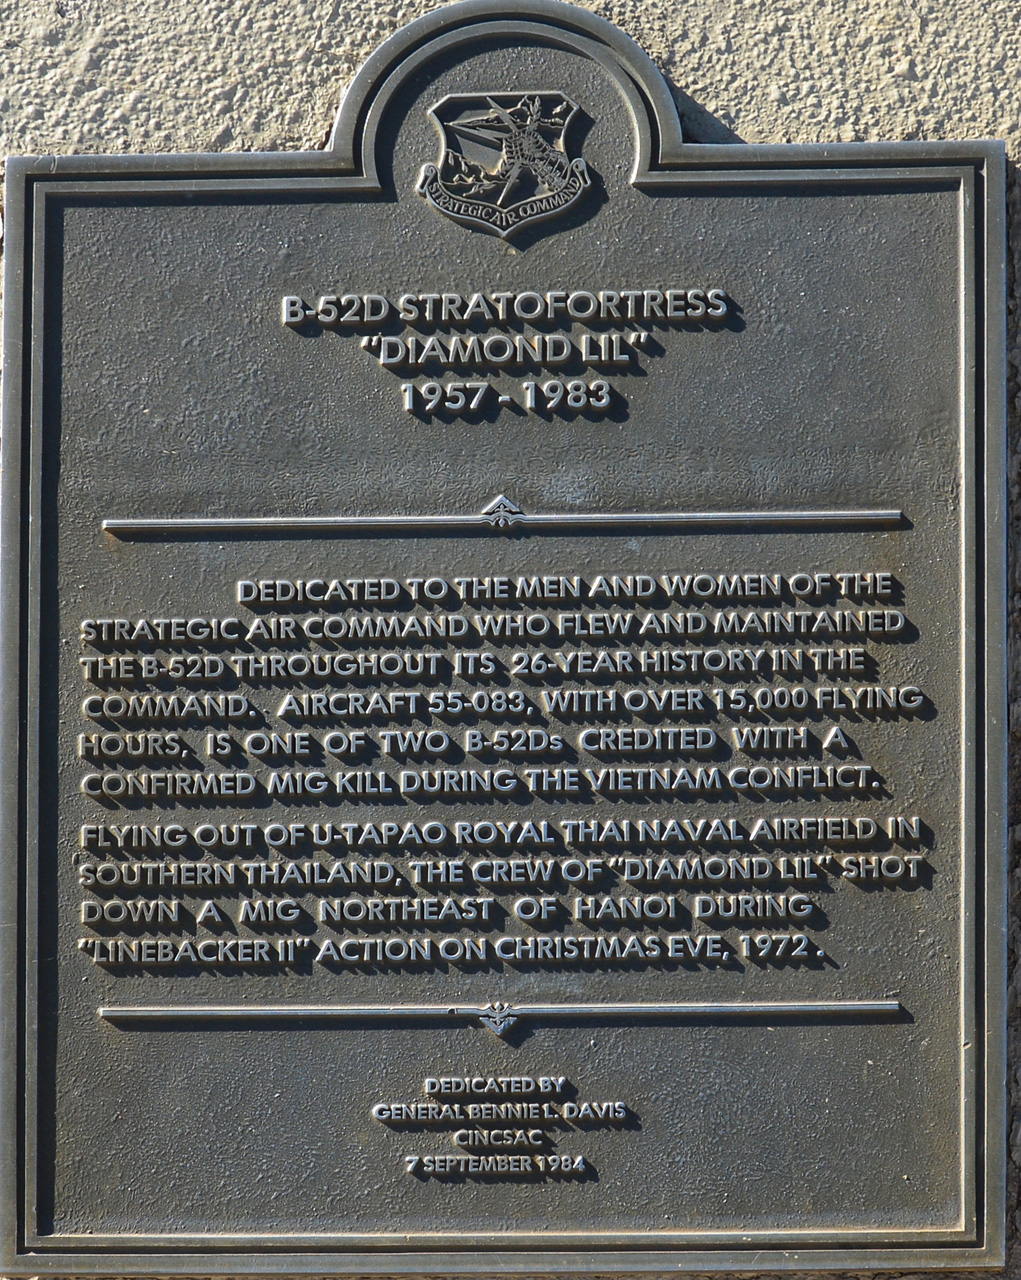 STRATEGIC AIR COMMAND
B-52D STRATOFORTRESS
"DIAMOND LIL"
1957 - 1983
DEDICATED TO THE MEN AND WOMEN OF THE
STRATEGIC AIR COMMAND WHO FLEW AND MAINTAINED
THE B-52D THROUGHOUT ITS 26-YEAR HISTORY IN THE
COMMAND. AIRCRAFT 55-083, WITH OVER 15,000 FLYING
HOURS, IS ONE OF TWO B-52Ds CREDITED WITH A
CONFIRMED MIG KILL DURING THE VIETNAM CONFLICT.
FLYING OUT OF U-TAPAO ROYAL THAI NAVAL AIRFIELD IN
SOUTHERN THAILAND, THE CREW OF "DIAMOND LIL" SHOT
DOWN A MIG NORTHEAST OF HANOI DURING
"LINEBACKER II" ACTION ON CHRISTMAS EVE, 1972.
DEDICATED BY
GENERAL BENNIE L. DAVIS
CINCSAC
7 SEPTEMBER 1984